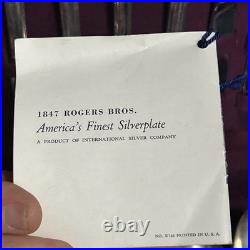 1847 ROGERS BROS.
America's Finest Silverplate
A PRODUCT OF INTERNATIONAL SILVER COMPANY
PRINTED IN U. S. A.